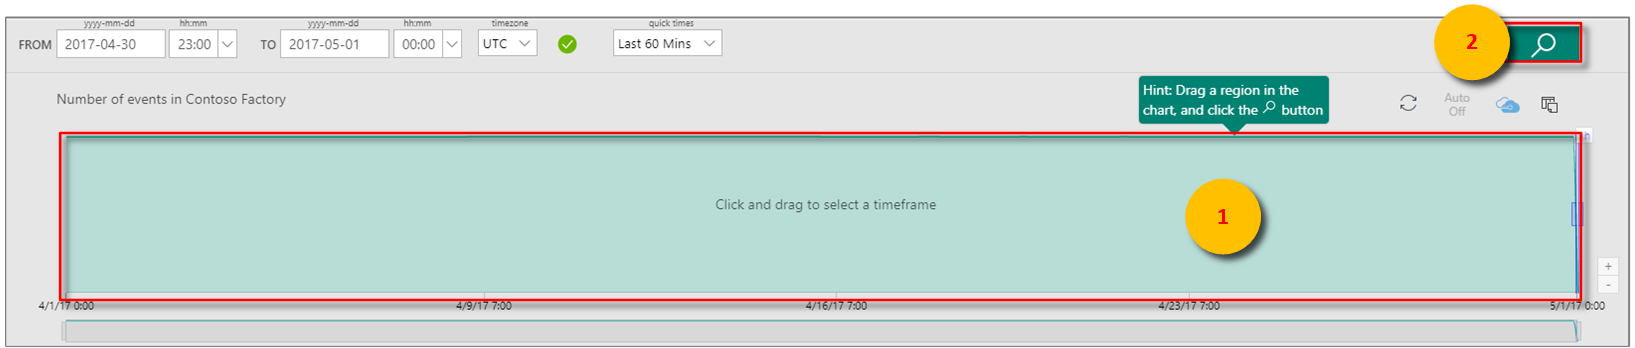 yyyy-mm-dd hh:mm yyyy-mm-dd hh:mm timezone quick times
FROM 2017-04-30 23:00 TO 2017-05-01 00:00 UTC Last 60 Mins
2
Number of events in Contoso Factory
Hint: Drag a region in the
chart, and click the button
Auto
Off
Click and drag to select a timeframe
1
+
-
4/1/17 0:00 4/9/17 7:00 4/16/17 7:00 4/23/17 7:00 5/1/17 0:00